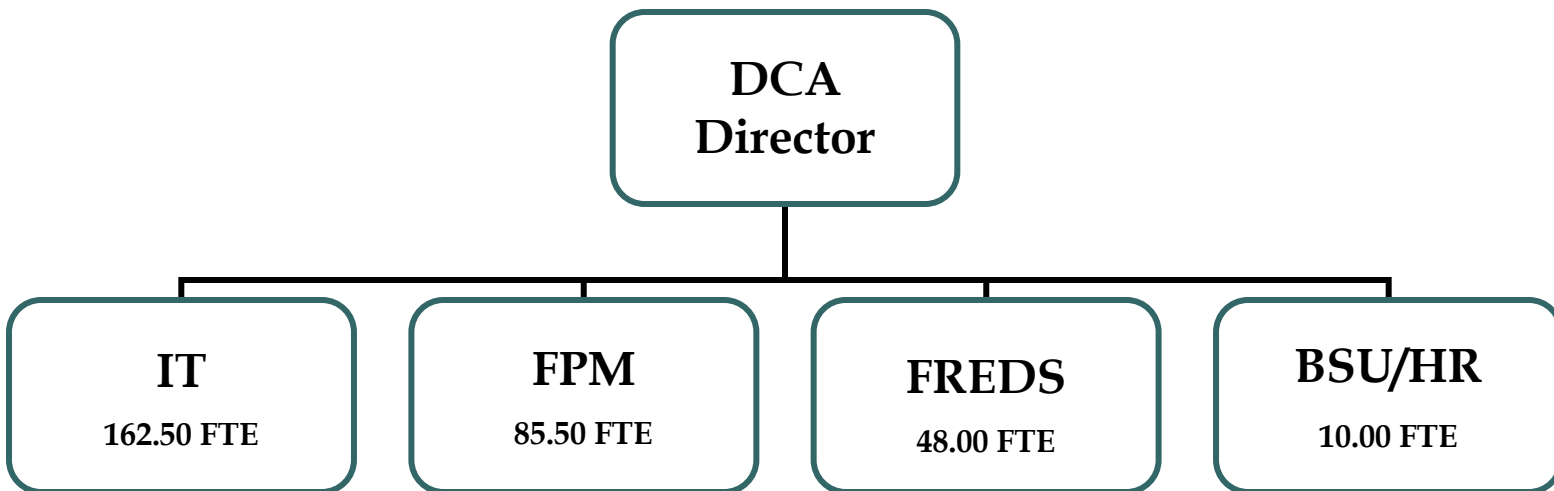 DCA
Director
IT
162.50 FTE
FPM
85.50 FTE
FREDS
48.00 FTE
BSU/HR
10.00 FTE